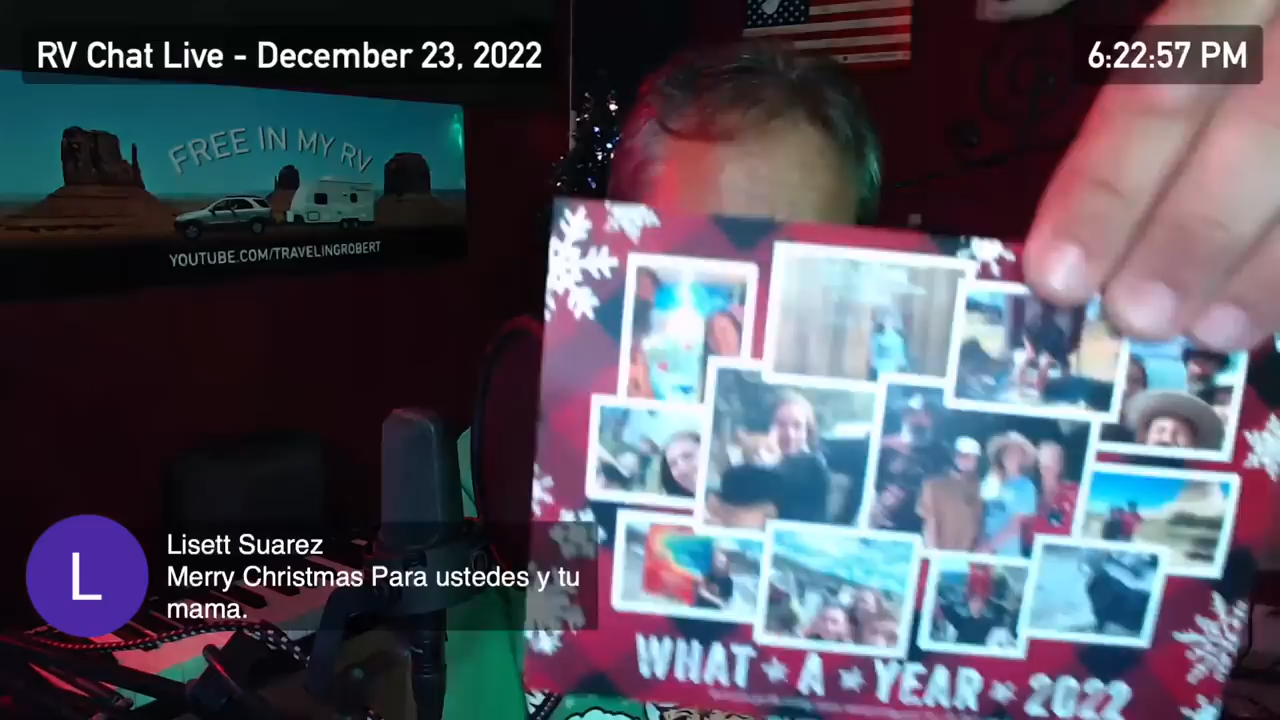 RV Chat Live - December 23, 2022
6:22:57 PM
FREE IN MY RV
YOUTUBE.COM/TRAVELINGROBERT
Lisett Suarez
Merry Christmas Para ustedes y tu
mama.
L
WHAT A YEAR 2022